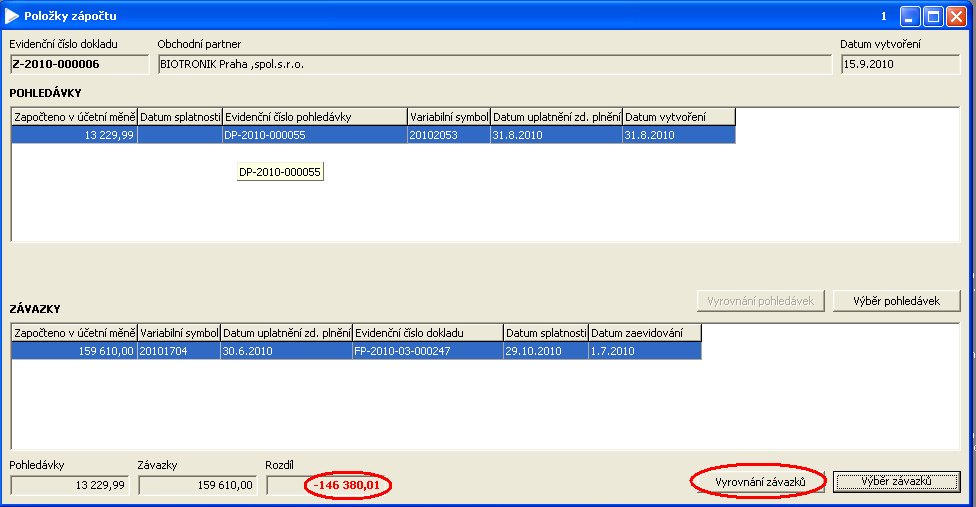 Položky zápočtu 1
Evidenční číslo dokladu Obchodní partner Datum vytvoření
Z-2010-000006 BIOTRONIK Praha ,spol.s.r.o. 15.9.2010
POHLEDÁVKY
Započteno v účetní měně Datum splatnosti Evidenční číslo pohledávky Variabilní symbol Datum uplatnění zd. plnění Datum vytvoření
13 229,99 DP-2010-000055 20102053 31.8.2010 31.8.2010
DP-2010-000055
Vyrovnání pohledávek Výběr pohledávek
ZÁVAZKY
Započteno v účetní měně Variabilní symbol Datum uplatnění zd. plnění Evidenční číslo dokladu Datum splatnosti Datum zaevidování
159 610,00 20101704 30.6.2010 FP-2010-03-000247 29.10.2010 1.7.2010
Pohledávky Závazky Rozdíl
13 229,99 159 610,00 -146 380,01 Vyrovnání závazků Výběr závazků